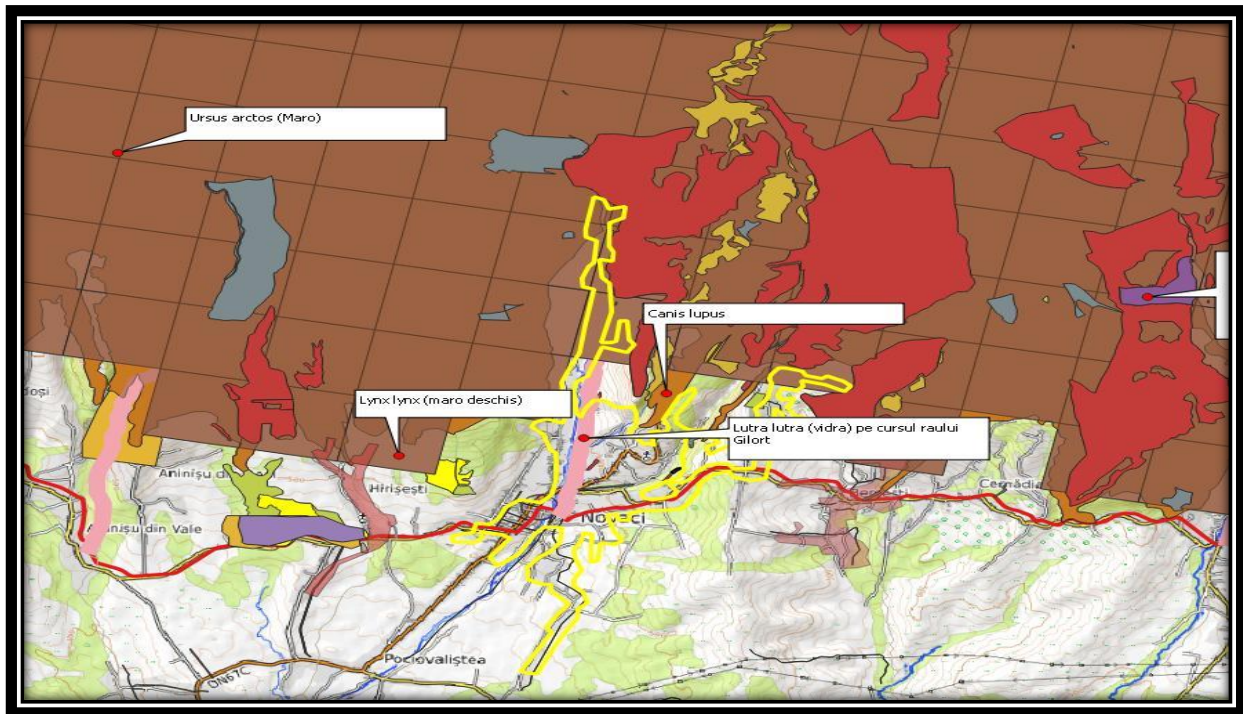 Ursus arctos (Maro)
Canis lupus
Lynx lynx (maro deschis)
Lutra lutra (vidra) pe cursul raului
Gilort
Aninișu di
Hirișești
Cernădia
Novaci
Aninișu din Vale
Pociovaliștea
DN67C